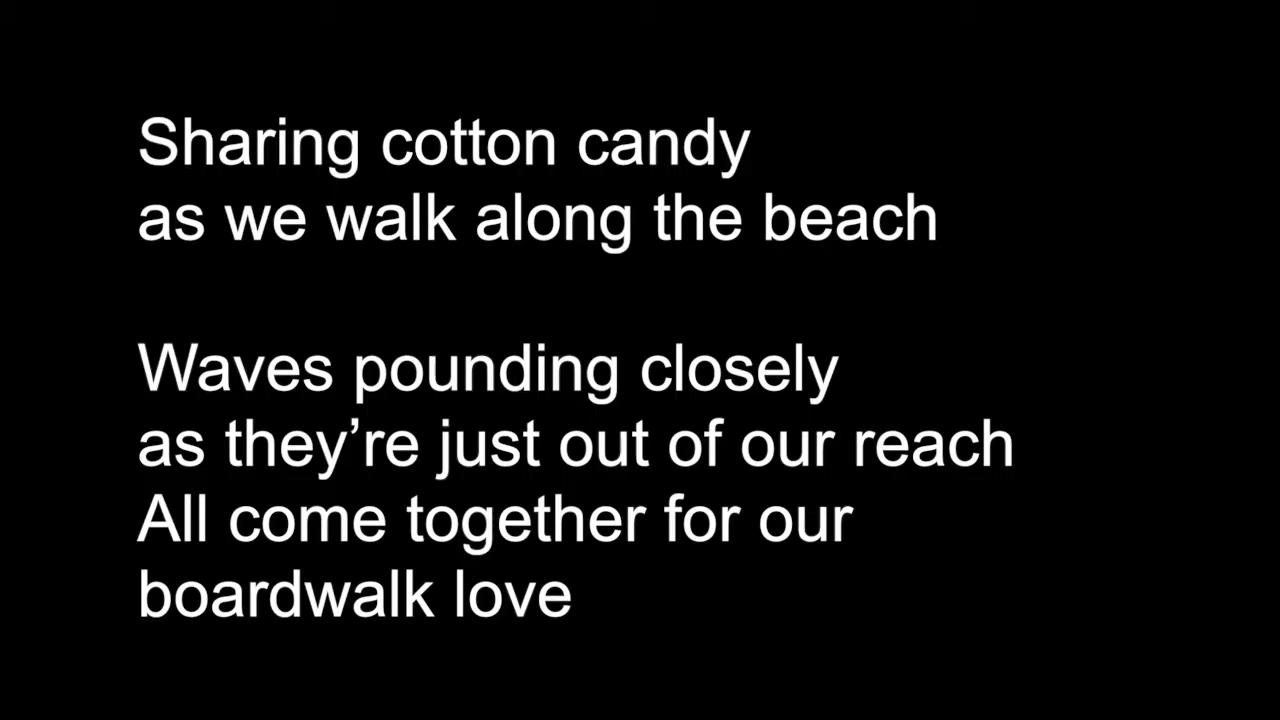 Sharing cotton candy
as we walk along the beach
Waves pounding closely
as they’re just out of our reach
All come together for our
boardwalk love